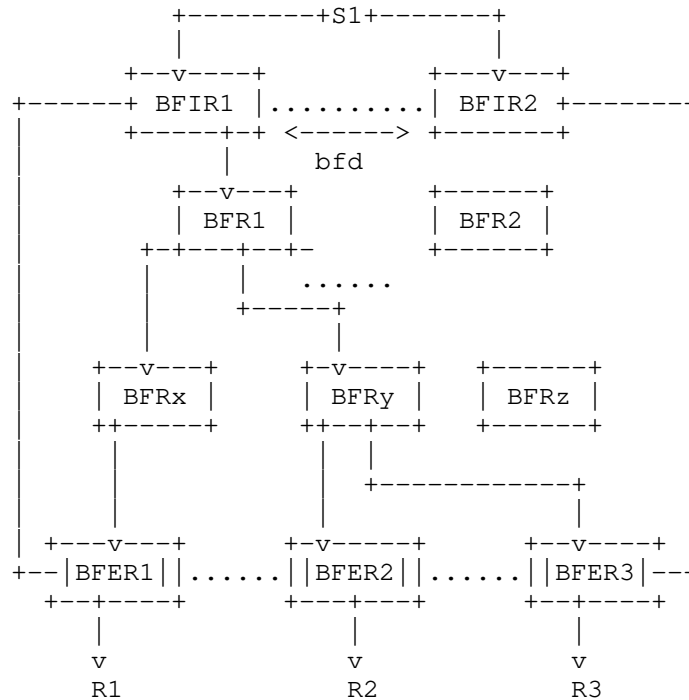 S1
BFIR1 BFIR2
bfd
BFR1 BFR2
BFRx BFRy BFRz
BFER1 BFER2 BFER3
R1 R2 R3